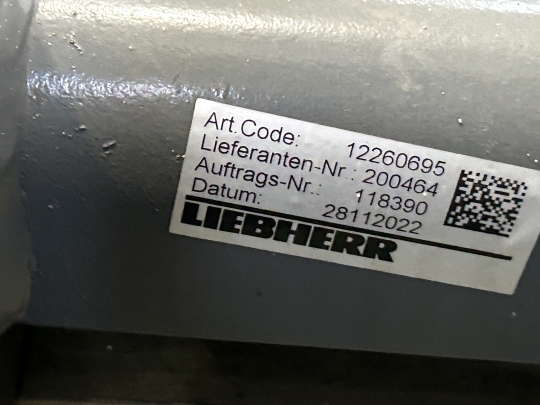 Art.Code: 12260695
Lieferanten-Nr.: 200464
Auftrags-Nr.: 118390
Datum: 28112022
LIEBHERR